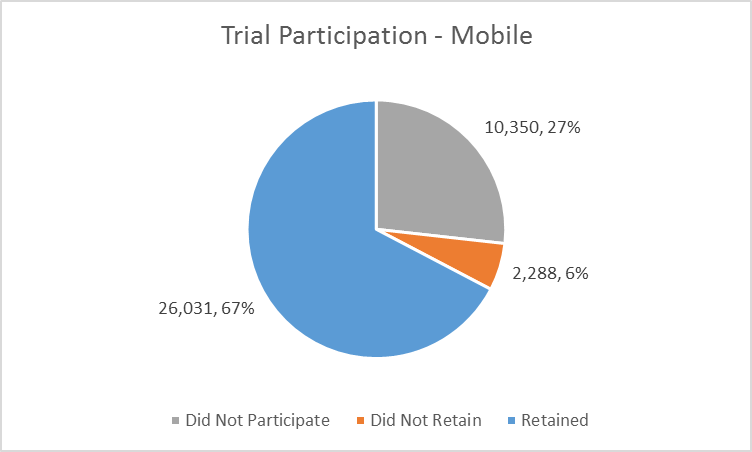 Trial Participation - Mobile
10,350, 27%
2,288, 6%
26,031, 67%
Did Not Participate Did Not Retain Retained